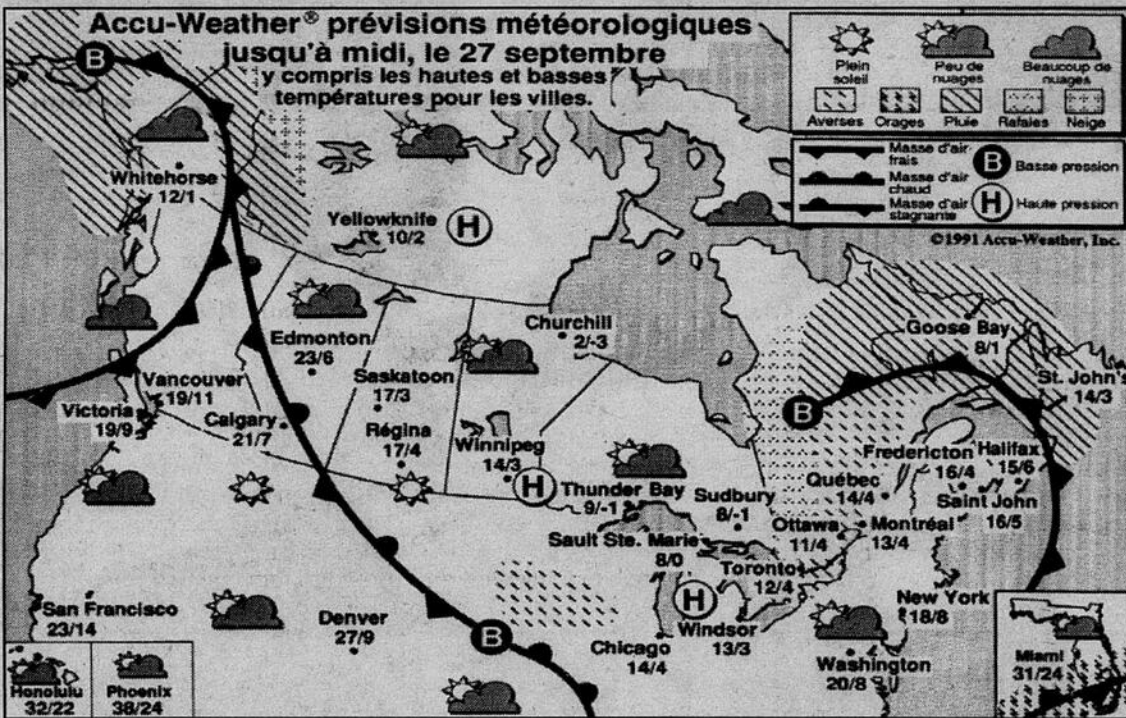 Accu-Weather® prévisions météorologiques
jusqu'à midi, le 27 septembre
y compris les hautes et basses
températures pour les villes.
Plein
soleil
Peu de
nuages
Beaucoup de
nuages
Averses
Orages
Pluie
Rafales
Neige
Masse d'air
frais
Masse d'air
chaud
Masse d'air
stagnante
B
Basse pression
H
Haute pression
©1991 Accu-Weather, Inc.
B
Whitehorse
12/1
Yellowknife
10/2
H
Edmonton
23/6
Churchill
2/-3
Goose Bay
8/1
St. John's
14/3
Saskatoon
17/3
Vancouver
19/11
Victoria
19/9
Calgary
21/7
Régina
17/4
Winnipeg
14/3
H
B
Fredericton
16/4
Halifax
15/6
Québec
14/4
Saint John
16/5
Thunder Bay
9/-1
Sudbury
8/-1
Ottawa
11/4
Montréal
13/4
Sault Ste. Marie
8/0
Toronto
12/4
H
Windsor
13/3
New York
18/8
San Francisco
23/14
Denver
27/9
B
Chicago
14/4
Washington
20/8
Miami
31/24
Honolulu
32/22
Phoenix
38/24